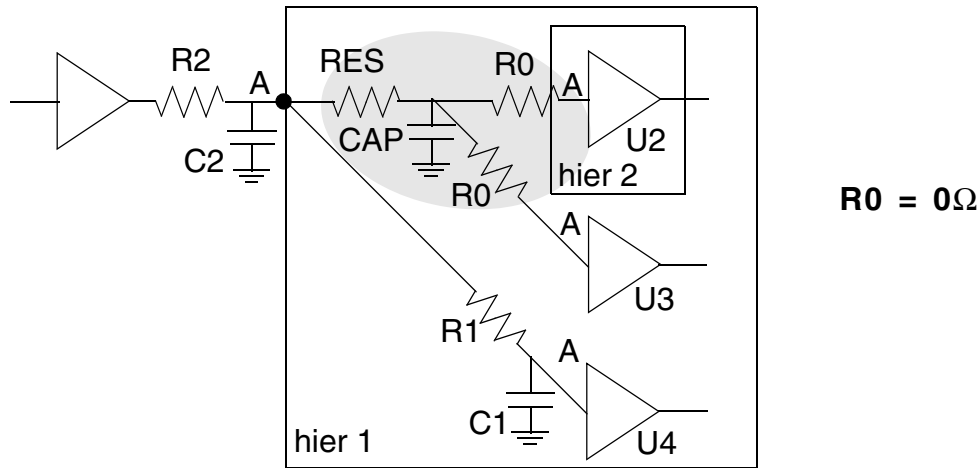 R2
A
RES
R0
A
C2
CAP
U2
R0
hier 2
R0 = 0Ω
A
U3
R1
A
C1
U4
hier 1